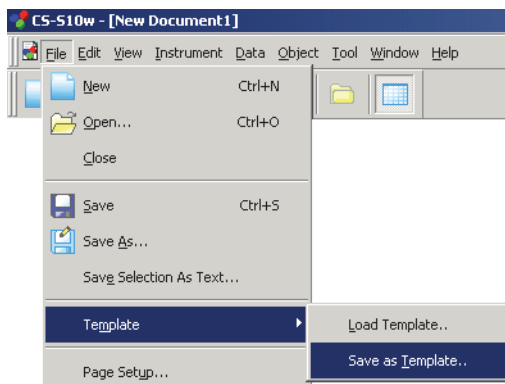 CS-S10w - [New Document1]
File Edit View Instrument Data Object Tool Window Help
New Ctrl+N
Open... Ctrl+O
Close
Save Ctrl+S
Save As...
Save Selection As Text...
Template
Load Template..
Save as Template..
Page Setup...